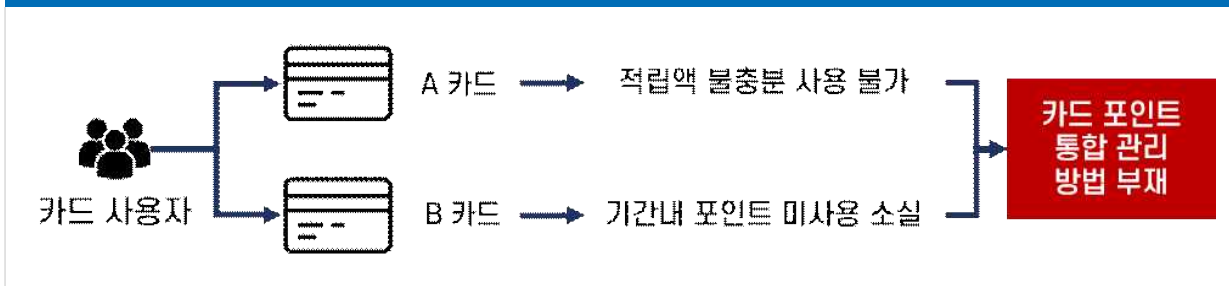 카드 사용자
A 카드
적립액 불충분 사용 불가
B 카드
기간내 포인트 미사용 소실
카드 포인트
통합 관리
방법 부재